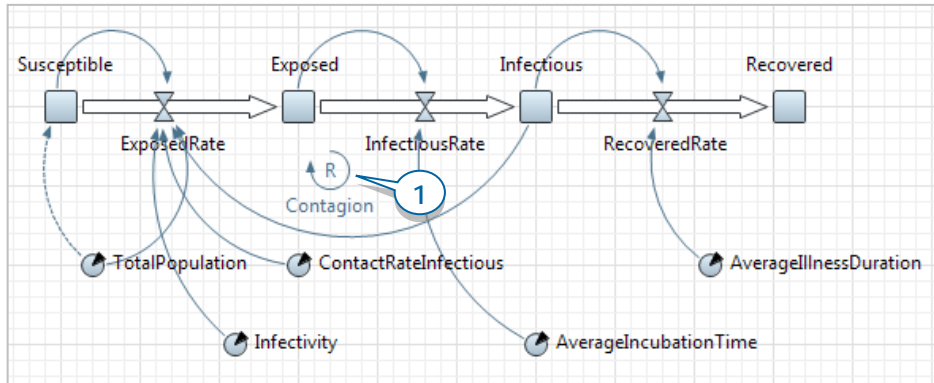 Susceptible
Exposed
Infectious
Recovered
ExposedRate
InfectiousRate
RecoveredRate
R
1
Contagion
TotalPopulation
ContactRateInfectious
AverageIllnessDuration
Infectivity
AverageIncubationTime